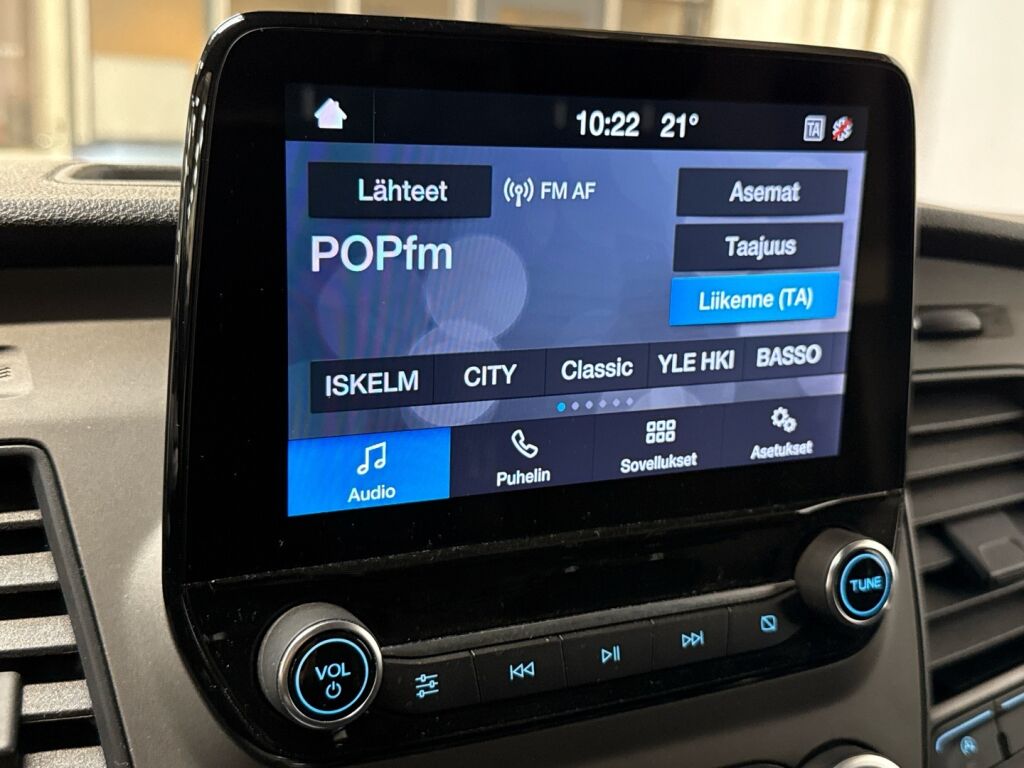 10:22 21° TA
Lähteet FM AF Asemat
POPfm Taajuus
Liikenne (TA)
ISKELM CITY Classic YLE HKI BASSO
Audio Puhelin Sovellukset Asetukset
VOL TUNE